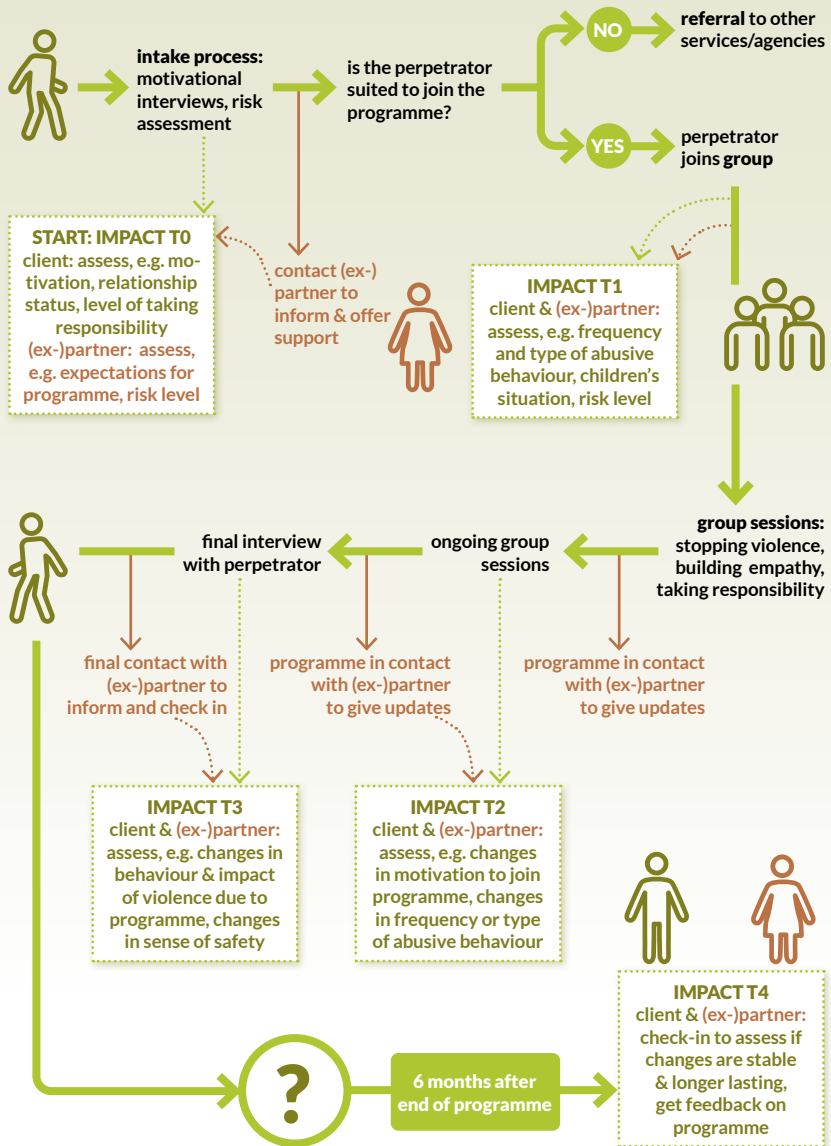 intake process:
motivational
interviews, risk
assessment
is the perpetrator
suited to join the
programme?
NO
referral to other
services/agencies
YES
perpetrator
joins group
START: IMPACT T0
client: assess, e.g. mo-
tivation, relationship
status, level of taking
responsibility
(ex-)partner: assess,
e.g. expectations for
programme, risk level
contact (ex-)
partner to
inform & offer
support
IMPACT T1
client & (ex-)partner:
assess, e.g. frequency
and type of abusive
behaviour, children's
situation, risk level
group sessions:
stopping violence,
building empathy,
taking responsibility
ongoing group
sessions
final interview
with perpetrator
final contact with
(ex-)partner to
inform and check in
programme in contact
with (ex-)partner
to give updates
programme in contact
with (ex-)partner
to give updates
IMPACT T3
client & (ex-)partner:
assess, e.g. changes in
behaviour & impact
of violence due to
programme, changes
in sense of safety
IMPACT T2
client & (ex-)partner:
assess, e.g. changes
in motivation to join
programme, changes
in frequency or type
of abusive behaviour
?
6 months after
end of programme
IMPACT T4
client & (ex-)partner:
check-in to assess if
changes are stable
& longer lasting,
get feedback on
programme